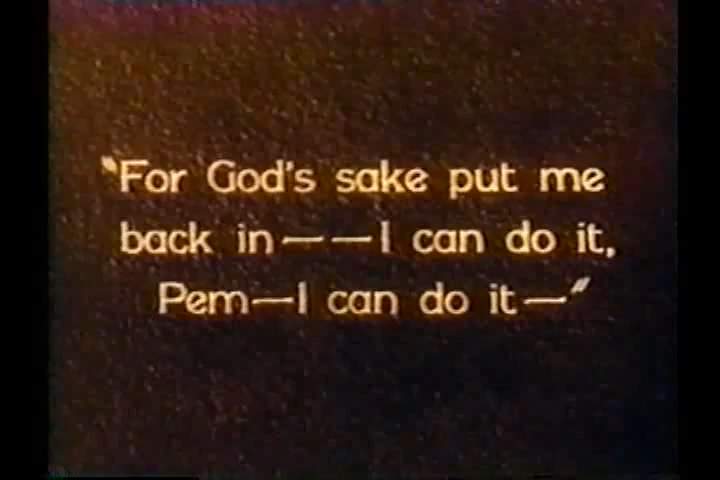 "For God's sake put me
back in——I can do it,
Pem—I can do it—"